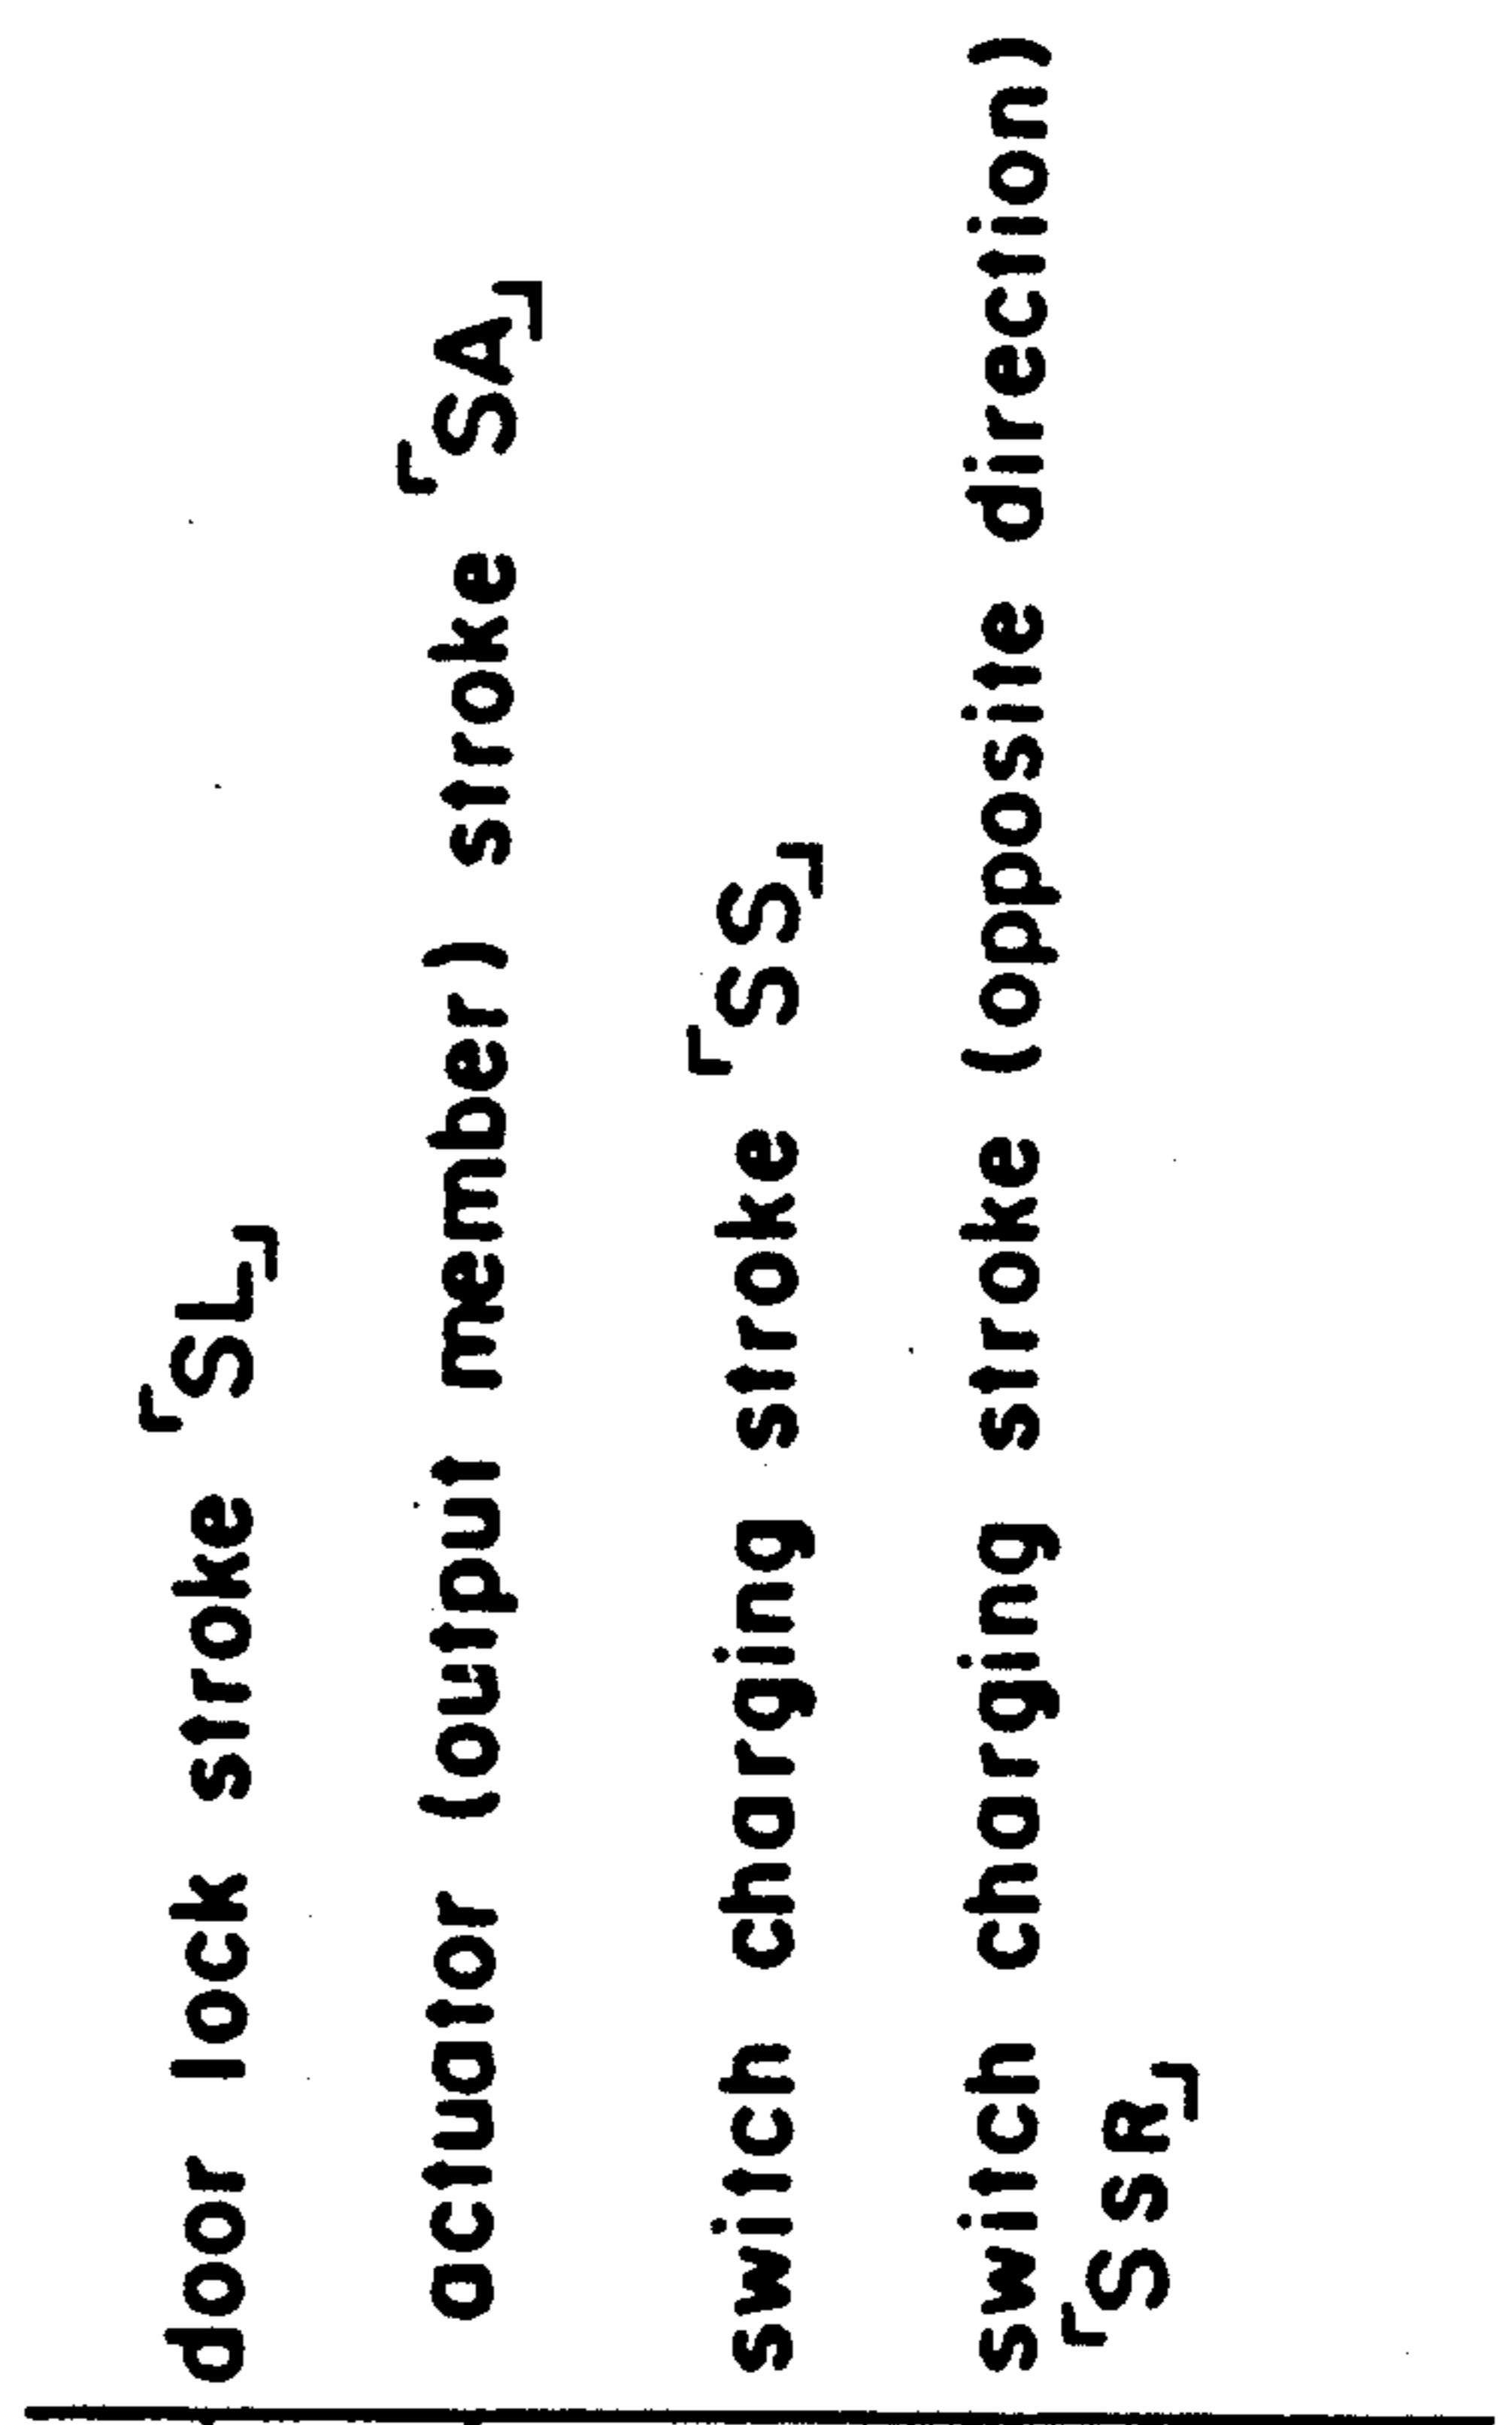 door lock stroke 「SL」
actuator (output member) stroke 「SA」
switch charging stroke 「SS」
switch charging stroke (opposite direction)
「SSR」